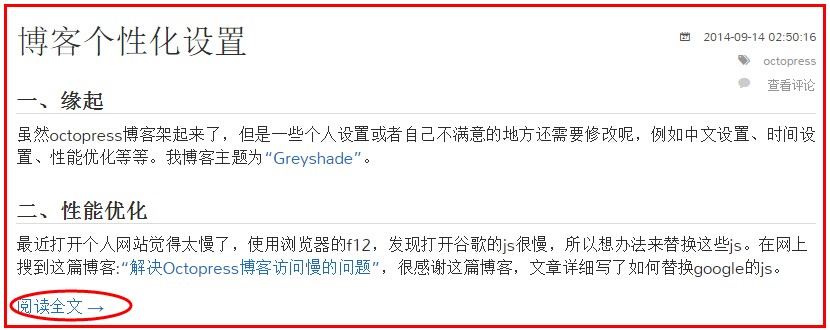 博客个性化设置
2014-09-14 02:50:16
octopress
查看评论
一、缘起
虽然octopress博客架起来了，但是一些个人设置或者自己不满意的地方还需要修改呢，例如中文设置、时间设
置、性能优化等等。我博客主题为“Greyshade”。
二、性能优化
最近打开个人网站觉得太慢了，使用浏览器的f12，发现打开谷歌的js很慢，所以想办法来替换这些js。在网上
搜到这篇博客:“解决Octopress博客访问慢的问题”，很感谢这篇博客，文章详细写了如何替换google的js。
阅读全文 →